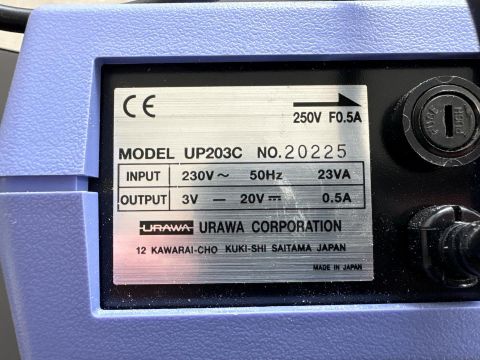 CE
250V F0.5A
MODEL UP203C NO.20225
INPUT 230V～ 50Hz 23VA
OUTPUT 3V — 20V⎓ 0.5A
URAWA URAWA CORPORATION
12 KAWARAI-CHO KUKI-SHI SAITAMA JAPAN
MADE IN JAPAN
PUSH